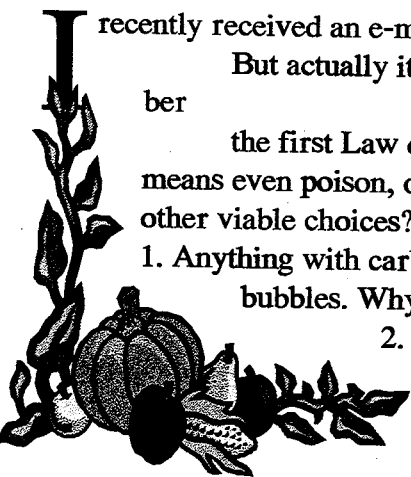 I recently received an e-m
But actually it
ber
the first Law
means even poison,
other viable choices?
1. Anything with car
bubbles. Why
2.